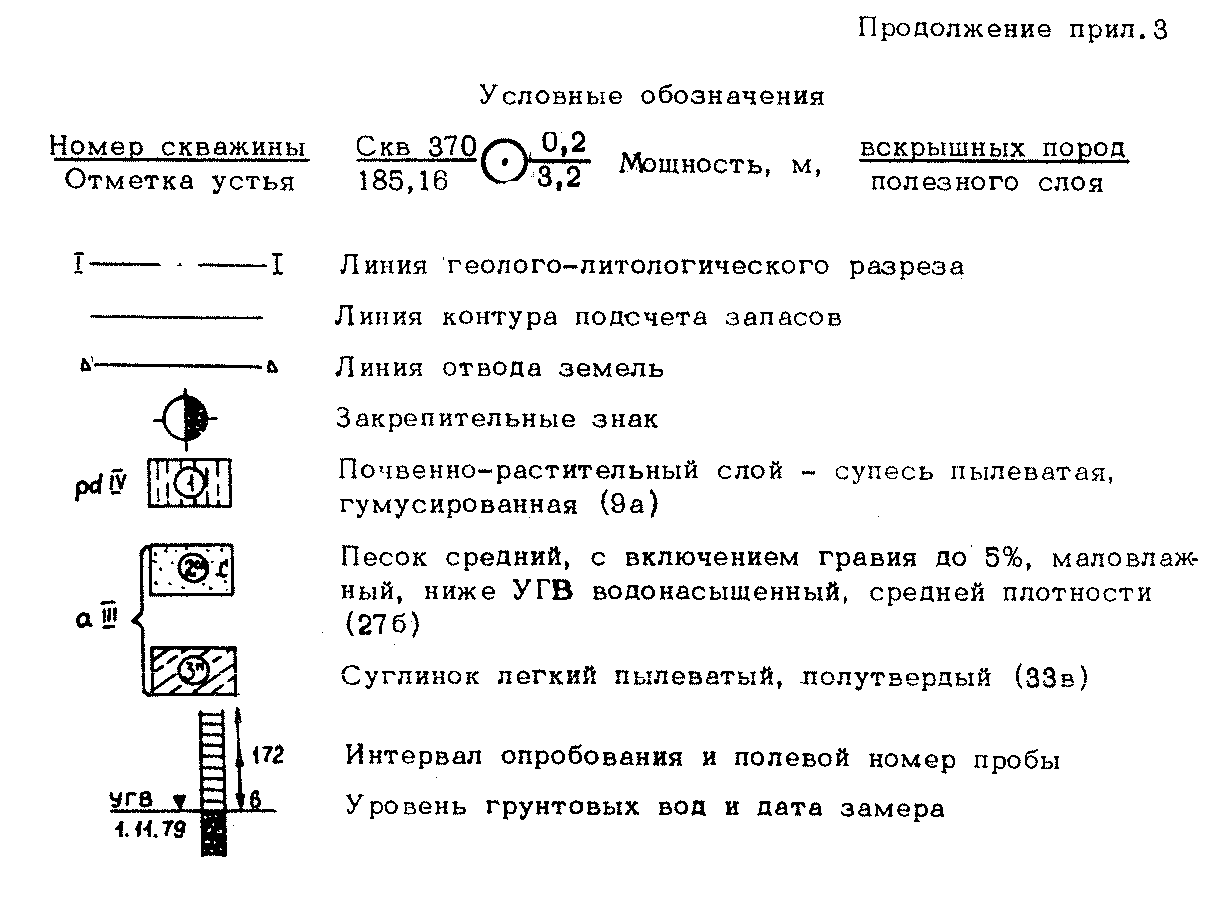 Продолжение прил.3
Условные обозначения
Номер скважины Скв 370 0,2 Мощность, м, вскрышных пород
Отметка устья 185,16 3,2 полезного слоя
I I Линия геолого-литологического разреза
Линия контура подсчета запасов
Линия отвода земель
Закрепительные знак
pd IV 1 Почвенно-растительный слой - супесь пылеватая,
гумусированная (9а)
Песок средний, с включением гравия до 5%, маловлаж-
ный, ниже УГВ водонасыщенный, средней плотности
a III (27б)
Суглинок легкий пылеватый, полутвердый (33в)
172 Интервал опробования и полевой номер пробы
УГВ Уровень грунтовых вод и дата замера
1.11.79